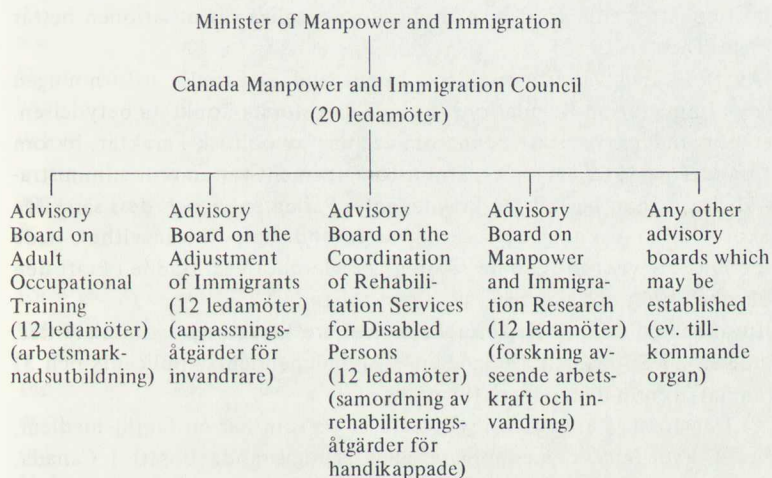 Minister of Manpower and Immigration
Canada Manpower and Immigration Council
(20 ledamöter)
Advisory
Board on
Adult
Occupational
Training
(12 ledamöter)
(arbetsmark-
nadsutbildning)
Advisory
Board on the
Adjustment
of Immigrants
(12 ledamöter)
(anpassnings-
åtgärder för
invandrare)
Advisory
Board on the
Coordination
of Rehabili-
tation Services
for Disabled
Persons
(12 ledamöter)
(samordning av
rehabiliterings-
åtgärder för
handikappade)
Advisory
Board on
Manpower
and Immigra-
tion Research
(12 ledamöter)
(forskning av-
seende arbets-
kraft och in-
vandring)
Any other
advisory
boards which
may be
established
(ev. till-
kommande
organ)